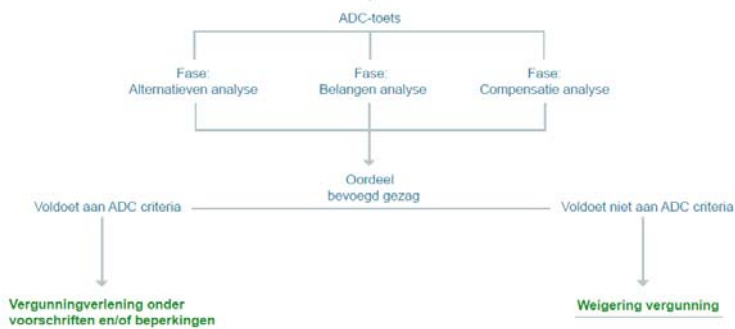 ADC-toets
Fase:
Alternatieven analyse
Fase:
Belangen analyse
Fase:
Compensatie analyse
Oordeel
bevoegd gezag
Voldoet aan ADC criteria
Voldoet niet aan ADC criteria
Vergunningverlening onder
voorschriften en/of beperkingen
Weigering vergunning